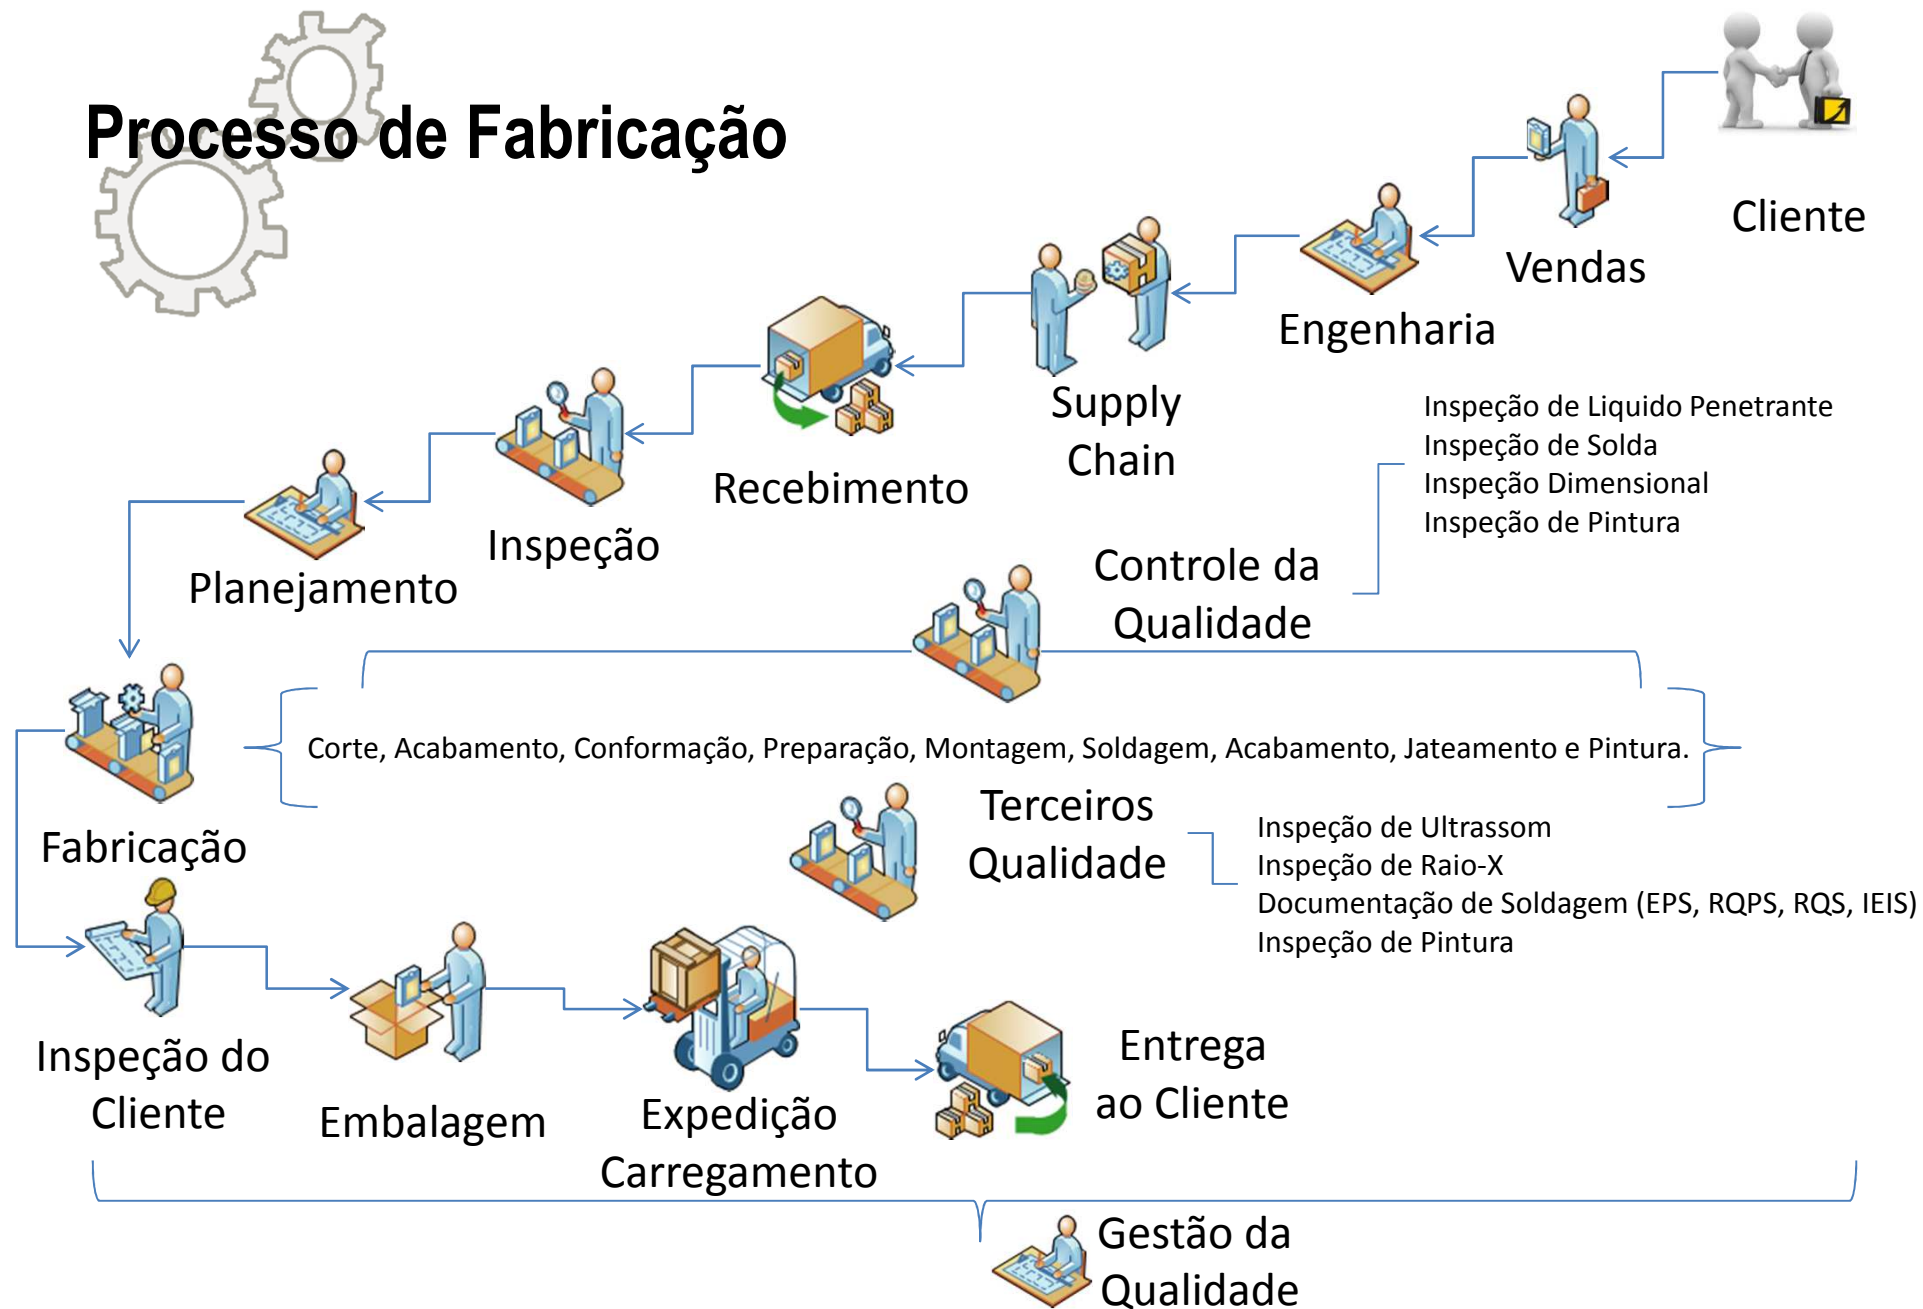 Processo de Fabricação
Cliente
Vendas
Engenharia
Supply
Chain
Recebimento
Inspeção
Planejamento
Inspeção de Liquido Penetrante
Inspeção de Solda
Inspeção Dimensional
Inspeção de Pintura
Controle da
Qualidade
Corte, Acabamento, Conformação, Preparação, Montagem, Soldagem, Acabamento, Jateamento e Pintura.
Fabricação
Terceiros
Qualidade
Inspeção de Ultrassom
Inspeção de Raio-X
Documentação de Soldagem (EPS, RQPS, RQS, IEIS)
Inspeção de Pintura
Inspeção do
Cliente
Embalagem
Expedição
Carregamento
Entrega
ao Cliente
Gestão da
Qualidade